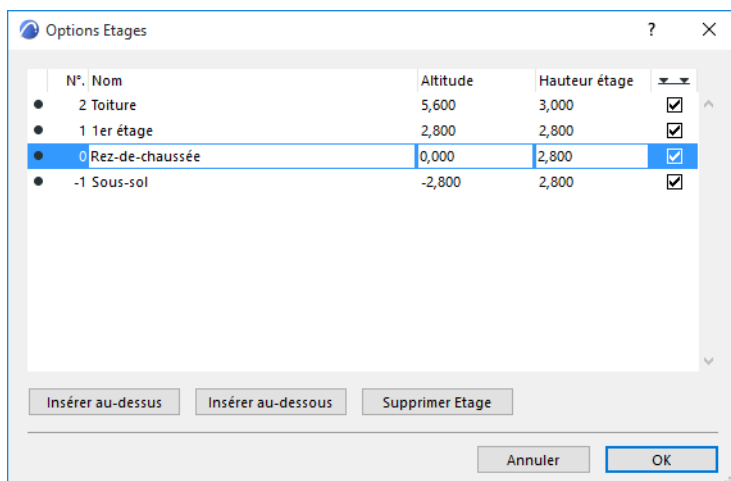 Options Etages ?
N°. Nom Altitude Hauteur étage
2 Toiture 5,600 3,000
1 1er étage 2,800 2,800
0 Rez-de-chaussée 0,000 2,800
-1 Sous-sol -2,800 2,800
Insérer au-dessus Insérer au-dessous Supprimer Etage
Annuler OK